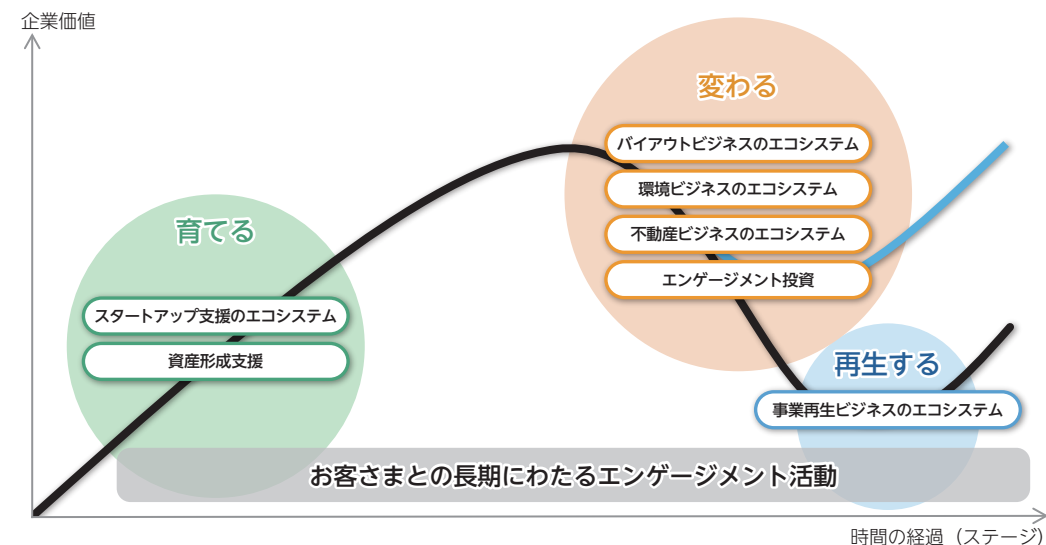 企業価値
変わる
バイアウトビジネスのエコシステム
環境ビジネスのエコシステム
不動産ビジネスのエコシステム
エンゲージメント投資
育てる
スタートアップ支援のエコシステム
資産形成支援
再生する
事業再生ビジネスのエコシステム
お客さまとの長期にわたるエンゲージメント活動
時間の経過（ステージ）